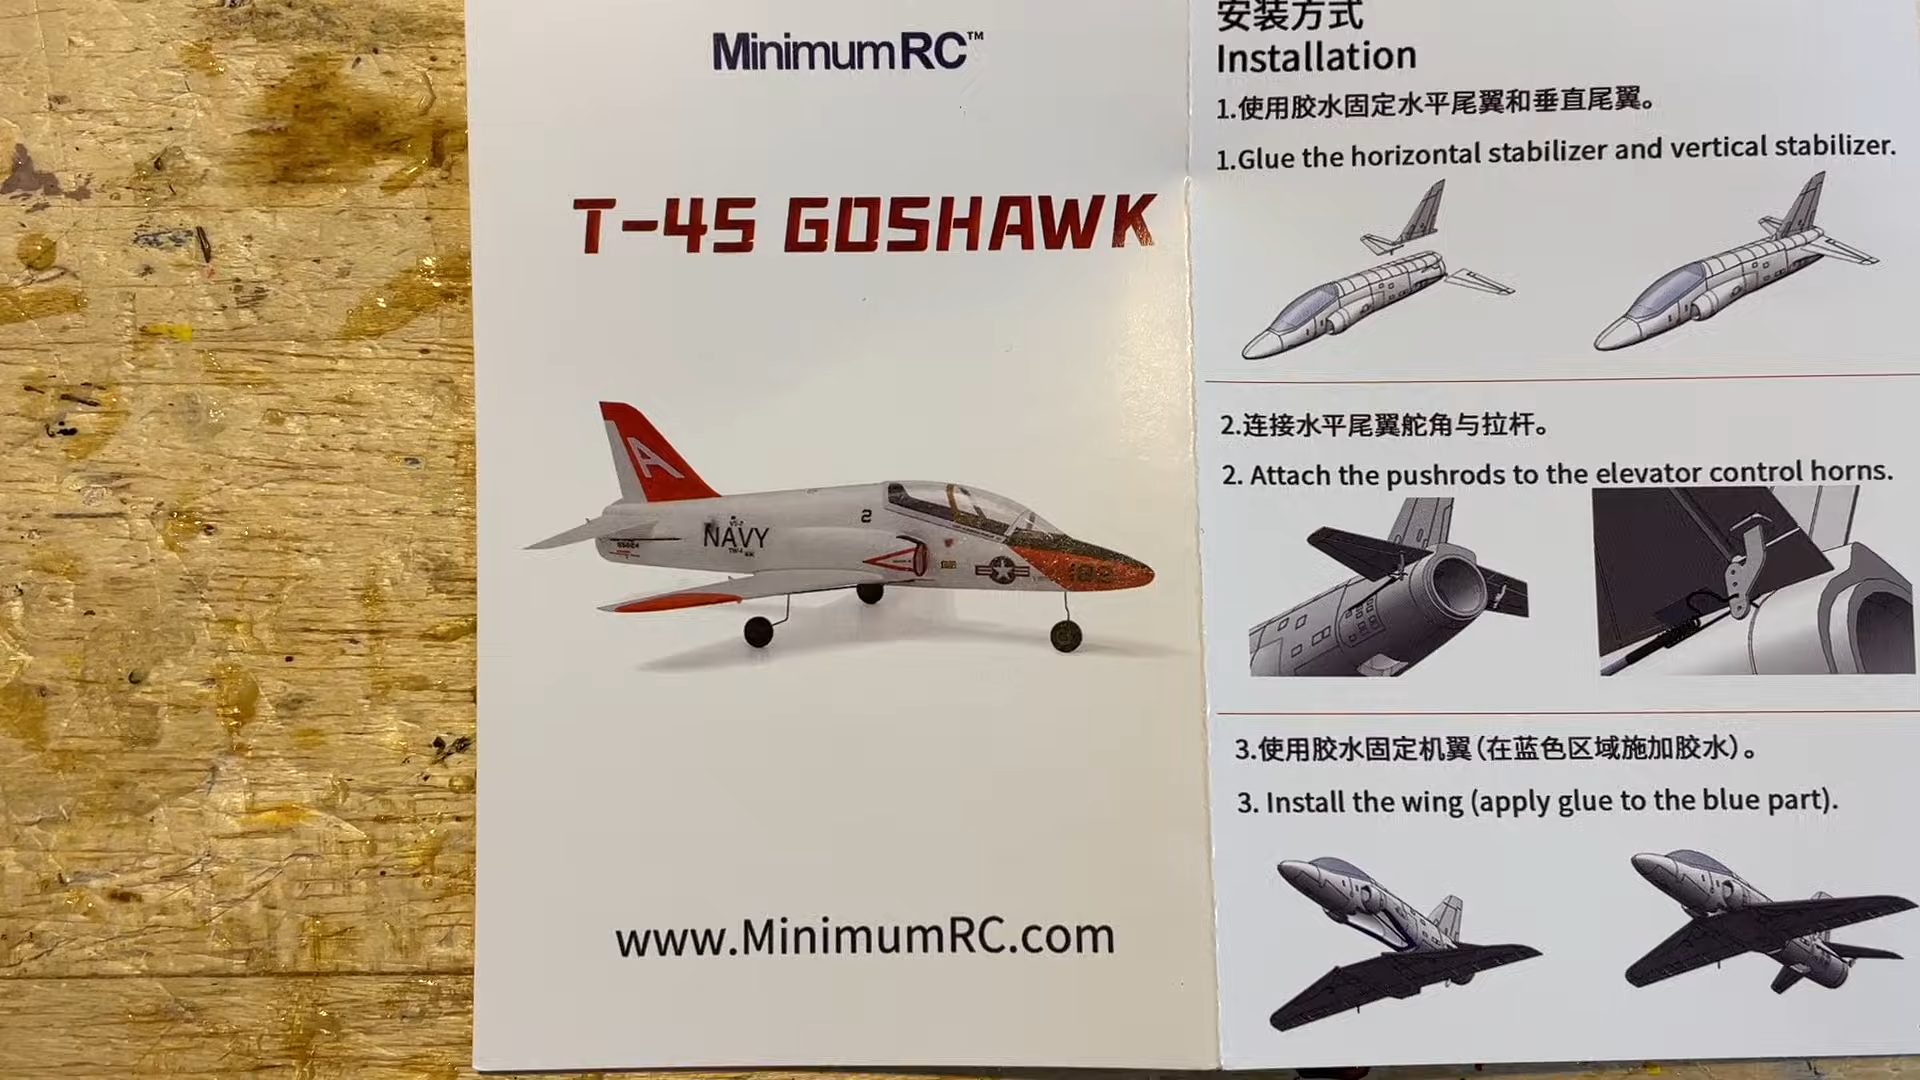 MinimumRC™
T-45 GOSHAWK
A
2
NAVY
182
www.MinimumRC.com
安装方式
Installation
1.使用胶水固定水平尾翼和垂直尾翼。
1.Glue the horizontal stabilizer and vertical stabilizer.
2.连接水平尾翼舵角与拉杆。
2. Attach the pushrods to the elevator control horns.
3.使用胶水固定机翼(在蓝色区域施加胶水)。
3. Install the wing (apply glue to the blue part).